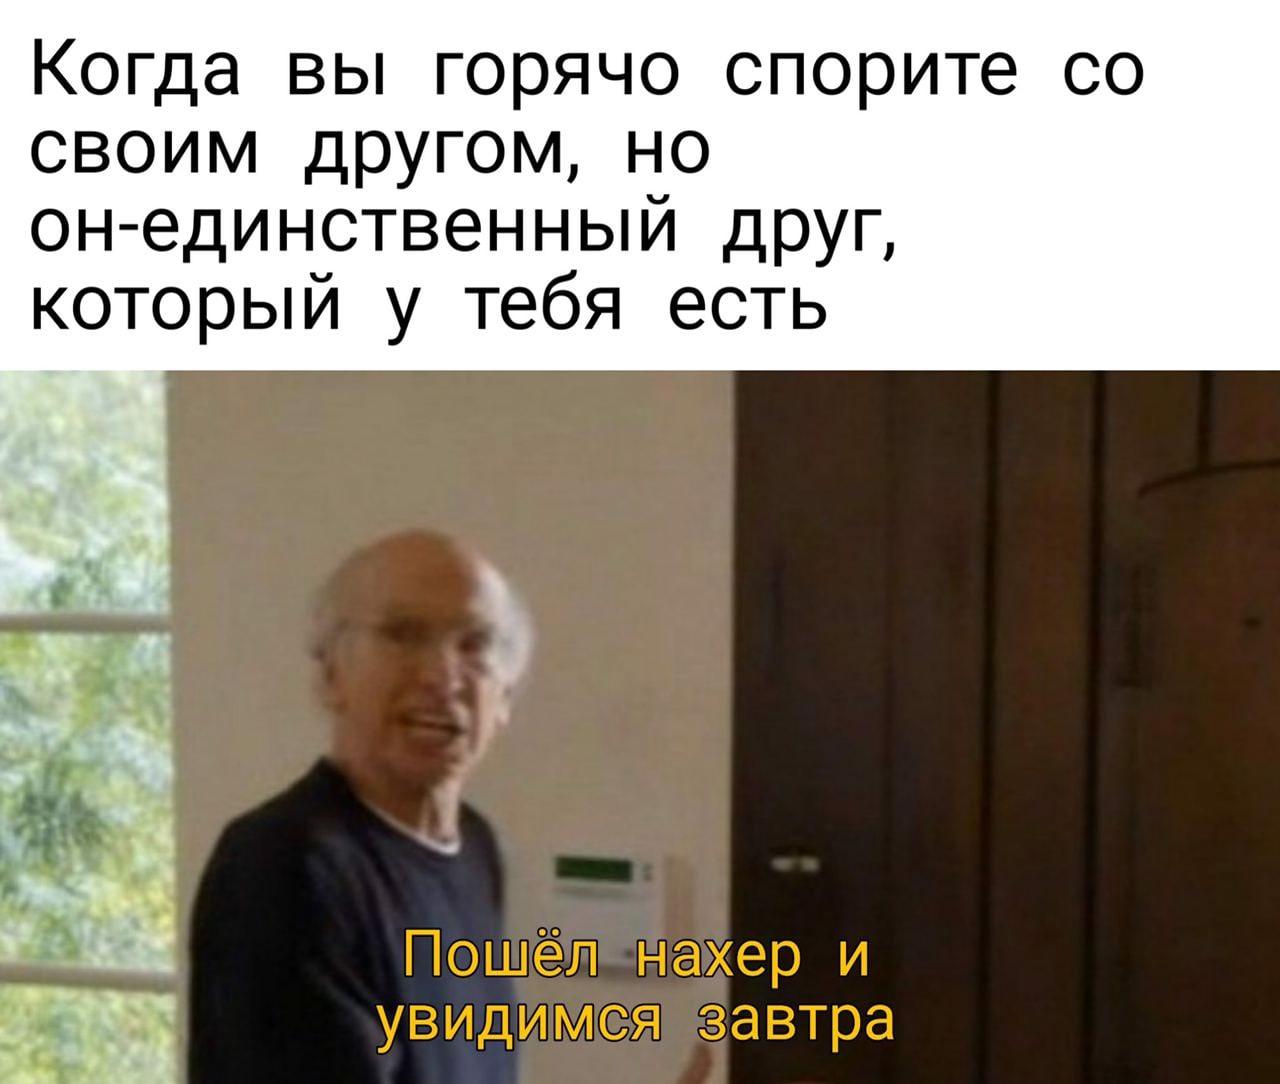 Когда вы горячо спорите со
своим другом, но
он-единственный друг,
который у тебя есть
Пошёл нахер и
увидимся завтра